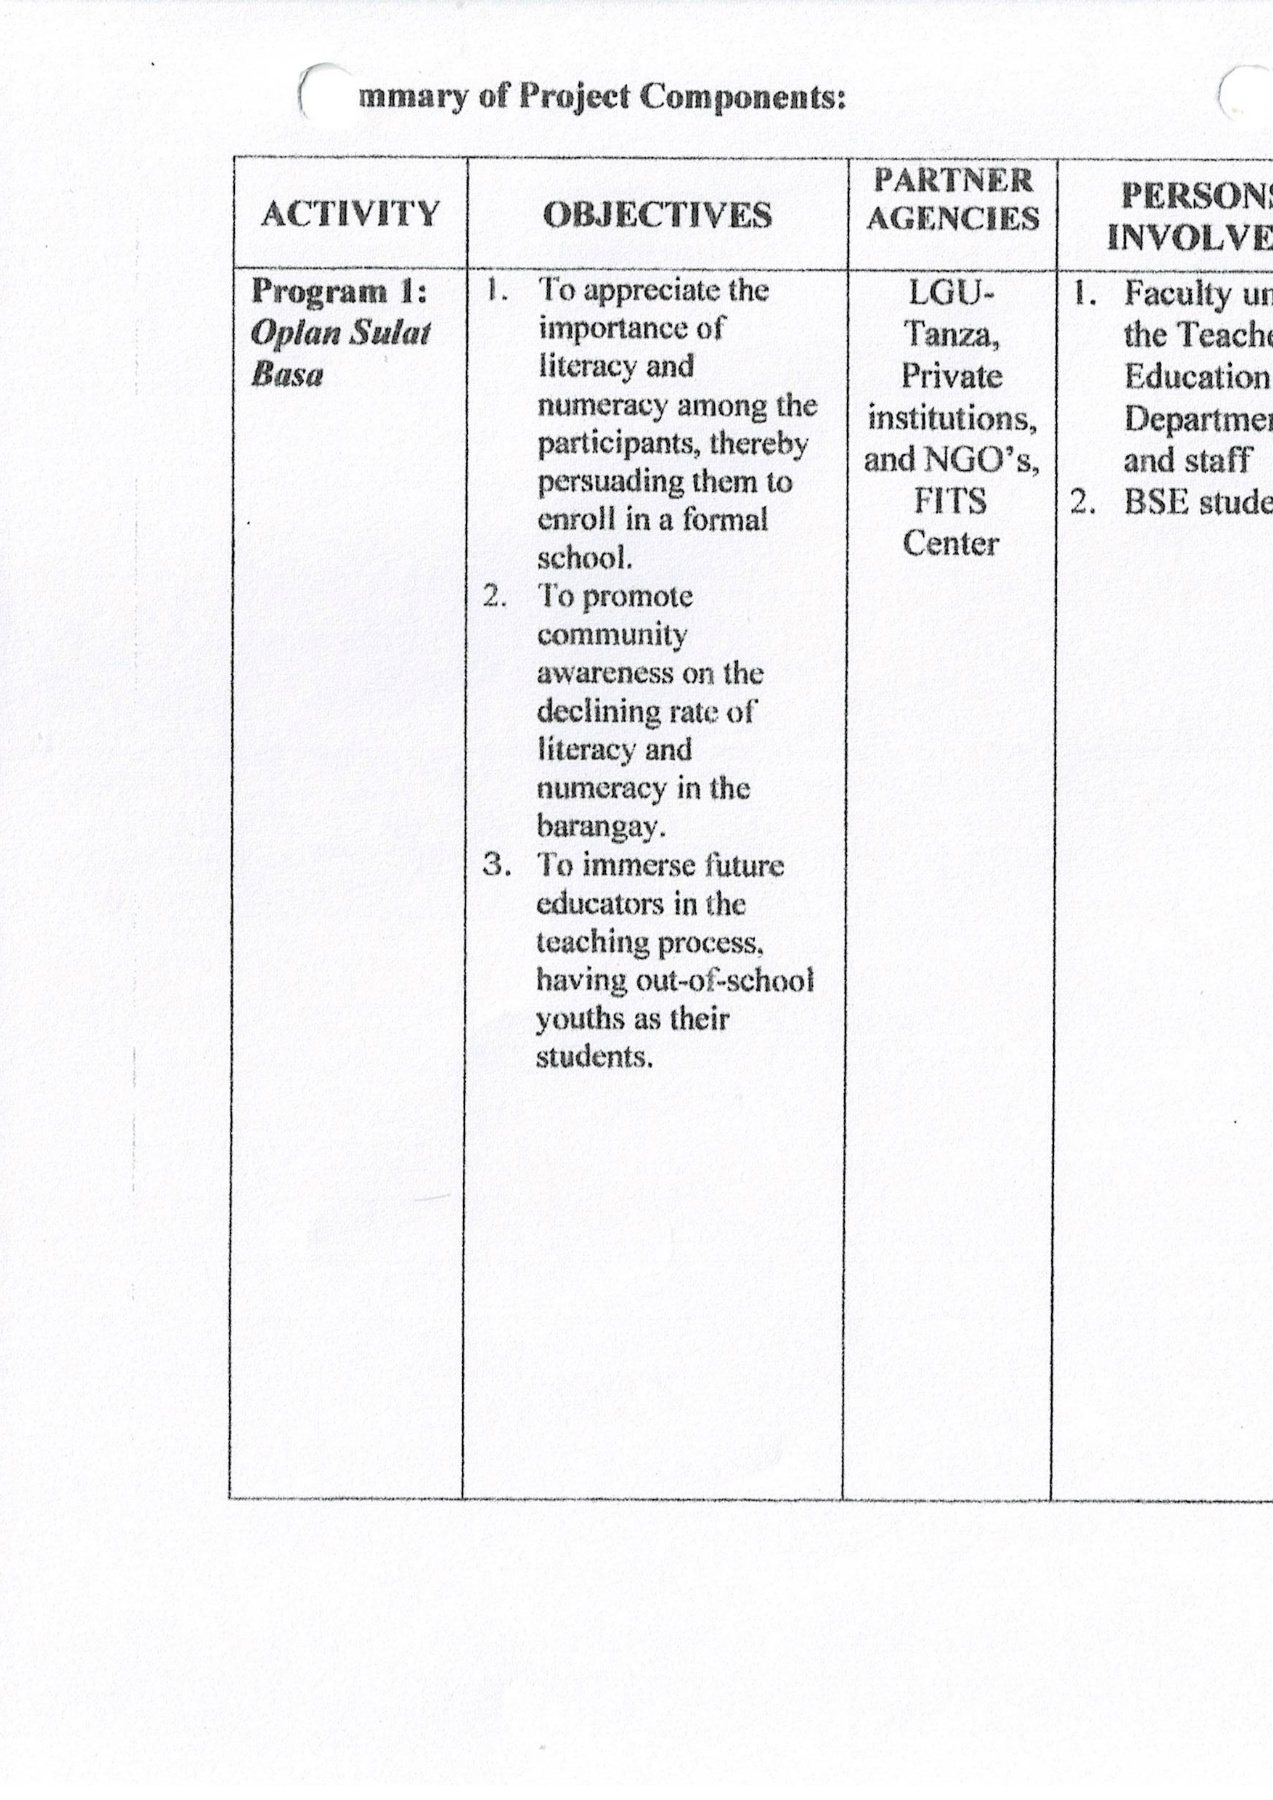 mmary of Project Components:
ACTIVITY
OBJECTIVES
PARTNER
AGENCIES
PERSONS
INVOLVE
Program 1:
Oplan Sulat
Basa
1. To appreciate the
importance of
literacy and
numeracy among the
participants, thereby
persuading them to
enroll in a formal
school.
2. To promote
community
awareness on the
declining rate of
literacy and
numeracy in the
barangay.
3. To immerse future
educators in the
teaching process,
having out-of-school
youths as their
students.
LGU-
Tanza,
Private
institutions,
and NGO's,
FITS
Center
1. Faculty un
the Teache
Education
Departmen
and staff
2. BSE stude